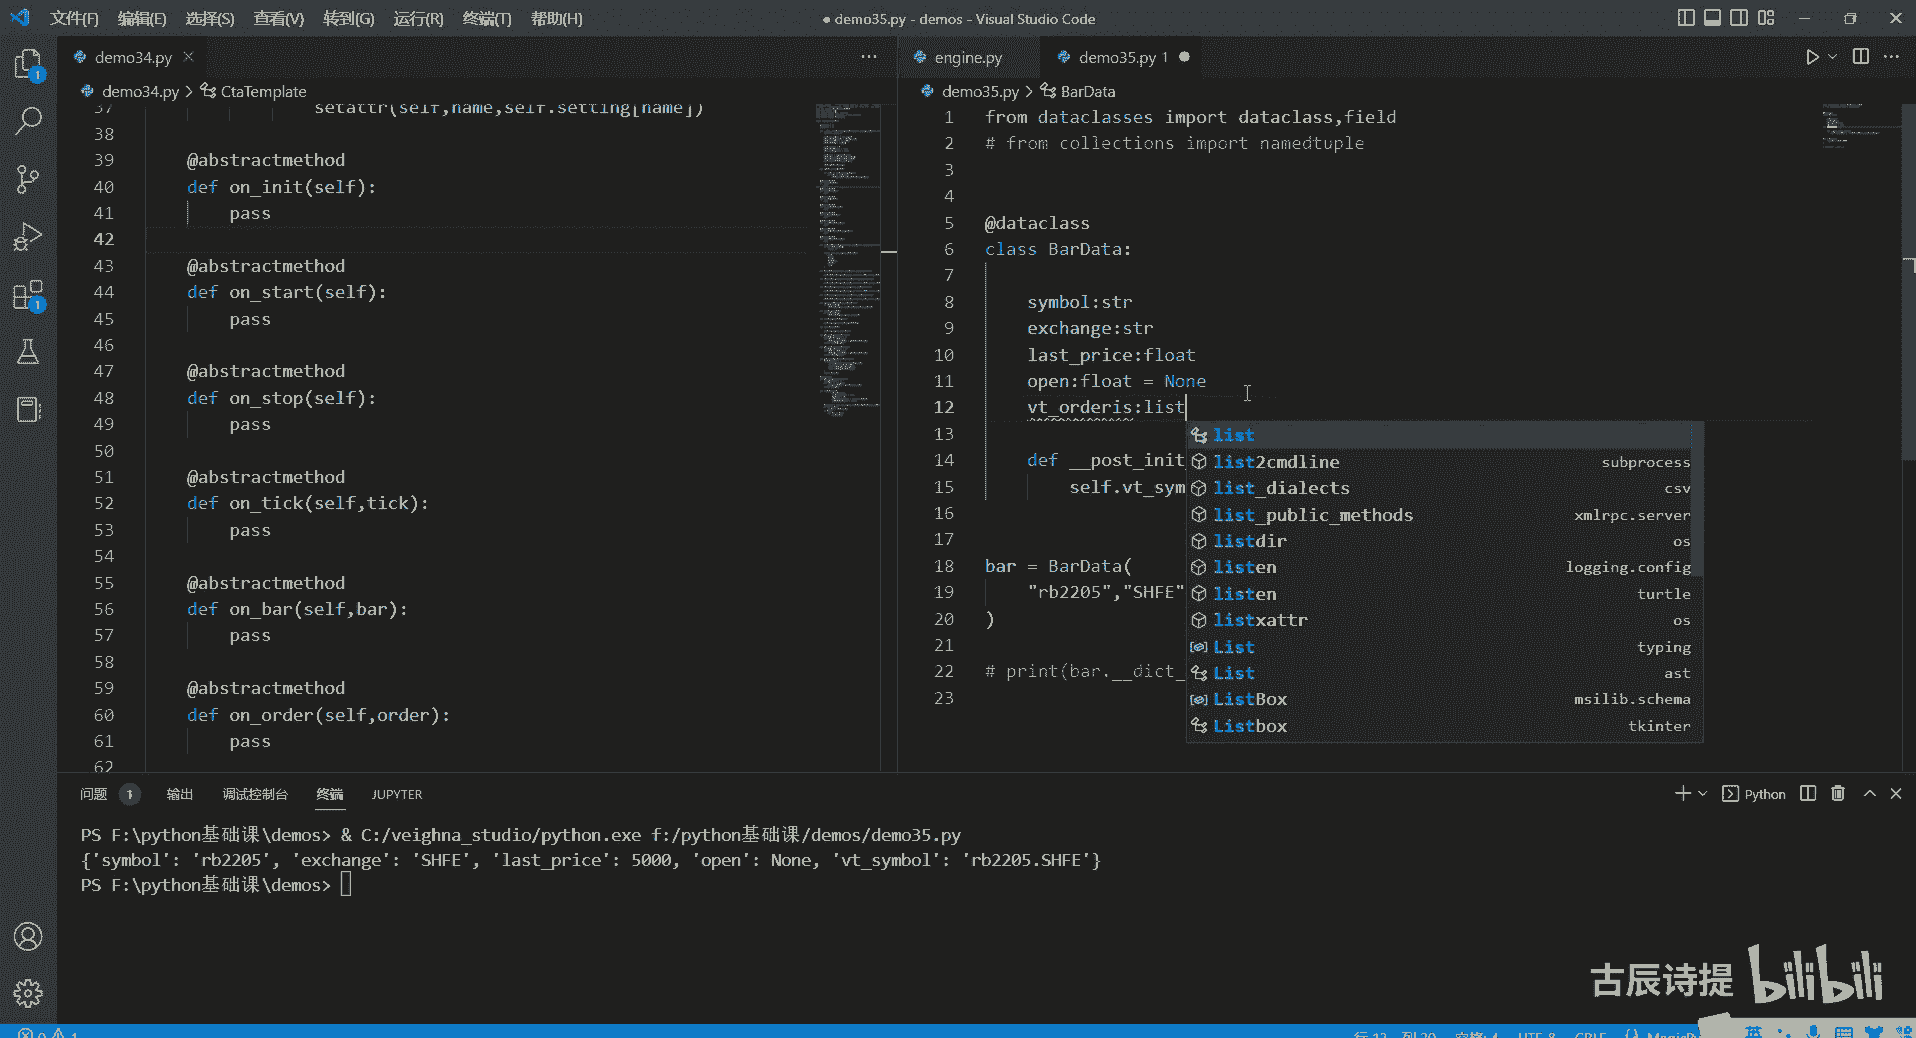 文件(F) 编辑(E) 选择(S) 查看(V) 转到(G) 运行(R) 终端(T) 帮助(H)
● demo35.py - demos - Visual Studio Code
demo34.py
demo34.py > CtaTemplate
37 setattr(self,name,self.setting[name])
38
39 @abstractmethod
40 def on_init(self):
41 pass
42
43 @abstractmethod
44 def on_start(self):
45 pass
46
47 @abstractmethod
48 def on_stop(self):
49 pass
50
51 @abstractmethod
52 def on_tick(self,tick):
53 pass
54
55 @abstractmethod
56 def on_bar(self,bar):
57 pass
58
59 @abstractmethod
60 def on_order(self,order):
61 pass
62
engine.py
demo35.py 1
demo35.py > BarData
1 from dataclasses import dataclass,field
2 # from collections import namedtuple
3
4
5 @dataclass
6 class BarData:
7
8 symbol:str
9 exchange:str
10 last_price:float
11 open:float = None
12 vt_orderis:list
13
14 def __post_init
15 self.vt_sym
16
17
18 bar = BarData(
19 "rb2205","SHFE"
20 )
21
22 # print(bar.__dict_
23
list
list2cmdline subprocess
list_dialects csv
list_public_methods xmlrpc.server
listdir os
listen logging.config
listen turtle
listxattr os
List typing
List ast
ListBox msilib.schema
Listbox tkinter
问题 1 输出 调试控制台 终端 JUPYTER
Python
PS F:\python基础课\demos> & C:/veighna_studio/python.exe f:/python基础课/demos/demo35.py
{'symbol': 'rb2205', 'exchange': 'SHFE', 'last_price': 5000, 'open': None, 'vt_symbol': 'rb2205.SHFE'}
PS F:\python基础课\demos>
古辰诗提 bilibili
英